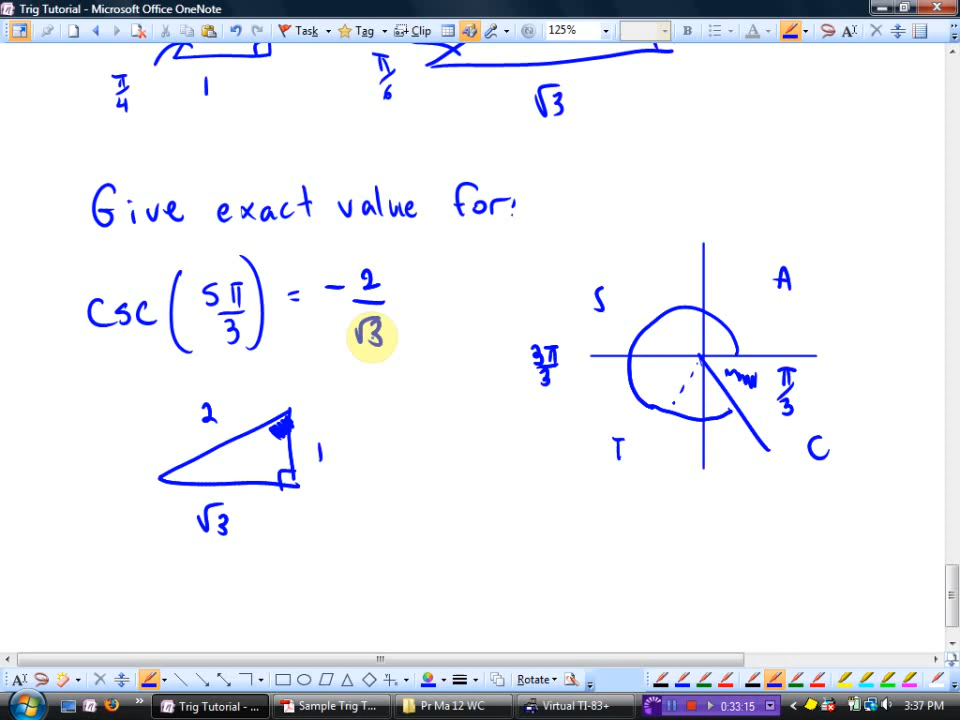 Trig Tutorial - Microsoft Office OneNote
Task Tag Clip 125% B A
π/4 1 π/6 √3
Give exact value for:
csc(5π/3) = -2/√3
S A
3π/3 π/3
T C
2 1
√3
Rotate
Trig Tutorial - ... Sample Trig T... Pr Ma 12 WC Virtual TI-83+ 0:33:15 3:37 PM